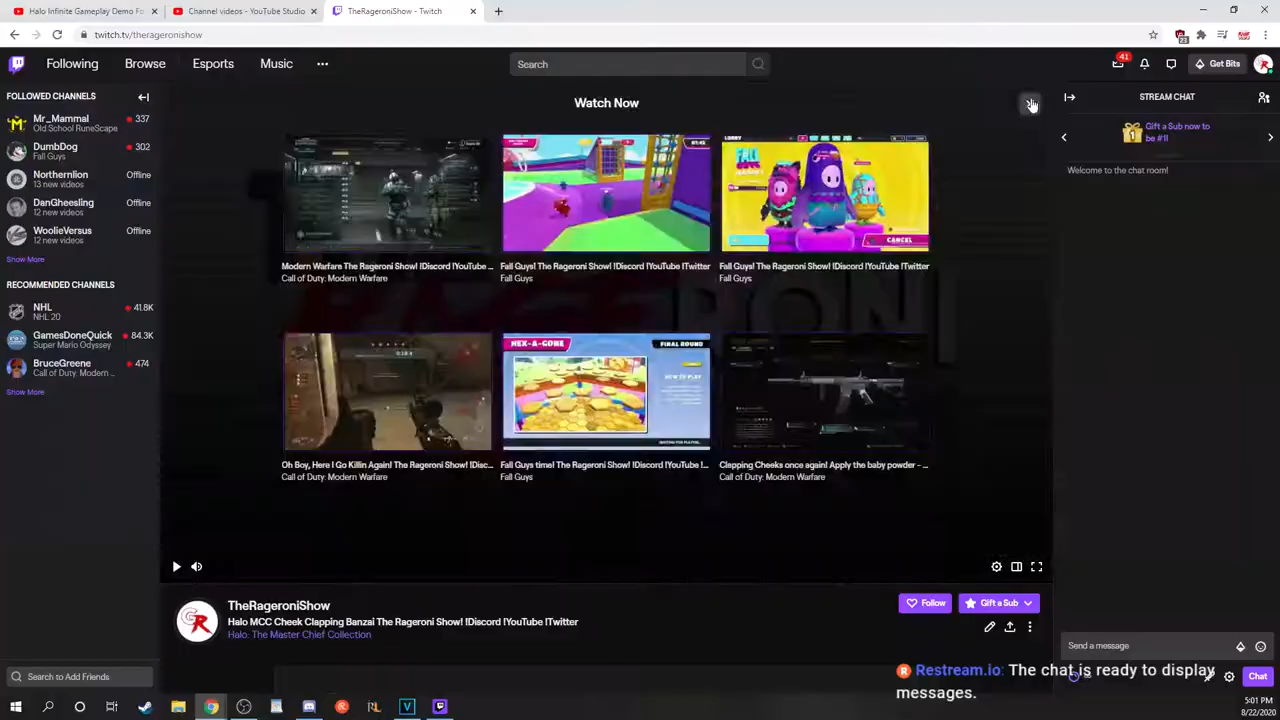 Halo Infinite Gameplay Demo Fo
Channel videos - YouTube Studio
TheRageroniShow - Twitch
twitch.tv/therageronishow
23
Following
Browse
Esports
Music
Search
41
Get Bits
FOLLOWED CHANNELS
Mr_Mammal
337
Old School RuneScape
DumbDog
302
Fall Guys
Northernlion
Offline
13 new videos
DanGheesling
Offline
12 new videos
WoolieVersus
Offline
12 new videos
Show More
RECOMMENDED CHANNELS
NHL
41.8K
NHL 20
GamesDoneQuick
84.3K
Super Mario Odyssey
BruceGreene
474
Call of Duty: Modern ...
Show More
Search to Add Friends
Watch Now
CANCEL
Modern Warfare The Rageroni Show! !Discord !YouTube ...
Call of Duty: Modern Warfare
Fall Guys! The Rageroni Show! !Discord !YouTube !Twitter
Fall Guys
Fall Guys! The Rageroni Show! !Discord !YouTube !Twitter
Fall Guys
HEX-A-GONE
FINAL ROUND
Oh Boy, Here I Go Killin Again! The Rageroni Show! !Disc...
Call of Duty: Modern Warfare
Fall Guys time! The Rageroni Show! !Discord !YouTube !...
Fall Guys
Clapping Cheeks once again! Apply the baby powder - ...
Call of Duty: Modern Warfare
TheRageroniShow
Halo MCC Cheek Clapping Banzai The Rageroni Show! !Discord !YouTube !Twitter
Halo: The Master Chief Collection
Follow
Gift a Sub
STREAM CHAT
Gift a Sub now to
be #1!
Welcome to the chat room!
Send a message
Chat
Restream.io: The chat is ready to display
messages.
5:01 PM
8/22/2020